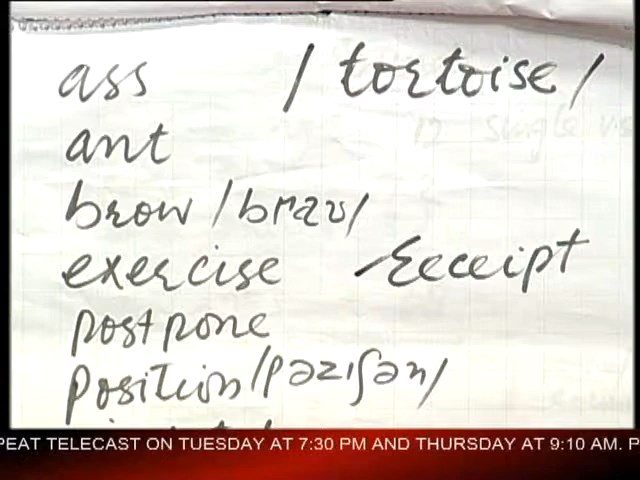 ass / tortoise /
ant
brow /braʊ/
exercise receipt
postpone
position /pəzɪʃən/
PEAT TELECAST ON TUESDAY AT 7:30 PM AND THURSDAY AT 9:10 AM. P